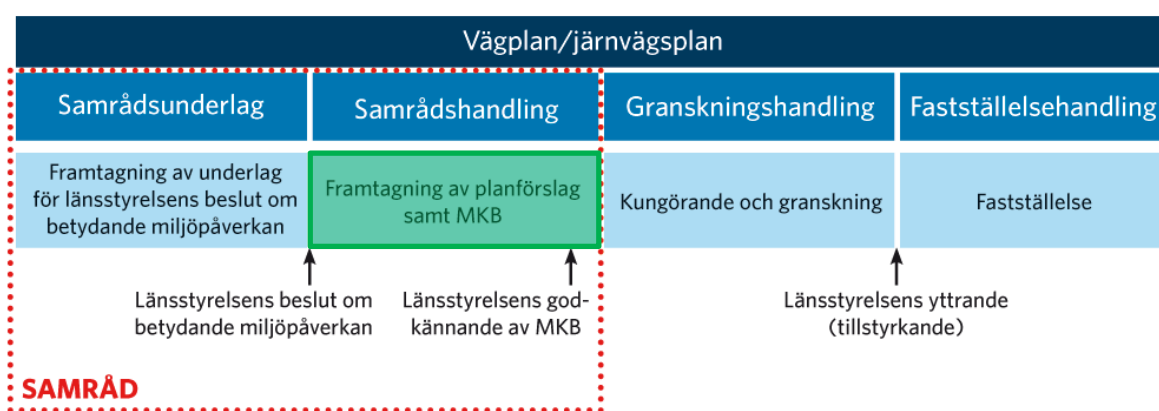 Vägplan/järnvägsplan
Samrådsunderlag
Samrådshandling
Granskningshandling
Fastställelsehandling
Framtagning av underlag
för länsstyrelsens beslut om
betydande miljöpåverkan
Framtagning av planförslag
samt MKB
Kungörande och granskning
Fastställelse
Länsstyrelsens beslut om
betydande miljöpåverkan
Länsstyrelsens god-
kännande av MKB
Länsstyrelsens yttrande
(tillstyrkande)
SAMRÅD